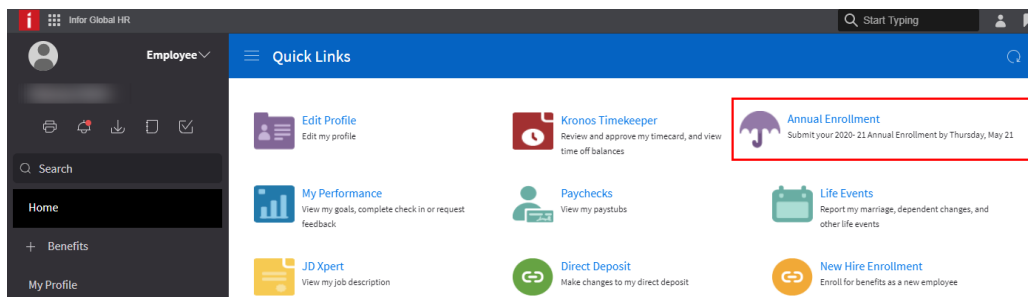 Infor Global HR
Start Typing
Employee
Quick Links
Search
Home
+ Benefits
My Profile
Edit Profile
Edit my profile
Kronos Timekeeper
Review and approve my timecard, and view
time off balances
Annual Enrollment
Submit your 2020- 21 Annual Enrollment by Thursday, May 21
My Performance
View my goals, complete check in or request
feedback
Paychecks
View my paystubs
Life Events
Report my marriage, dependent changes, and
other life events
JD Xpert
View my job description
Direct Deposit
Make changes to my direct deposit
New Hire Enrollment
Enroll for benefits as a new employee